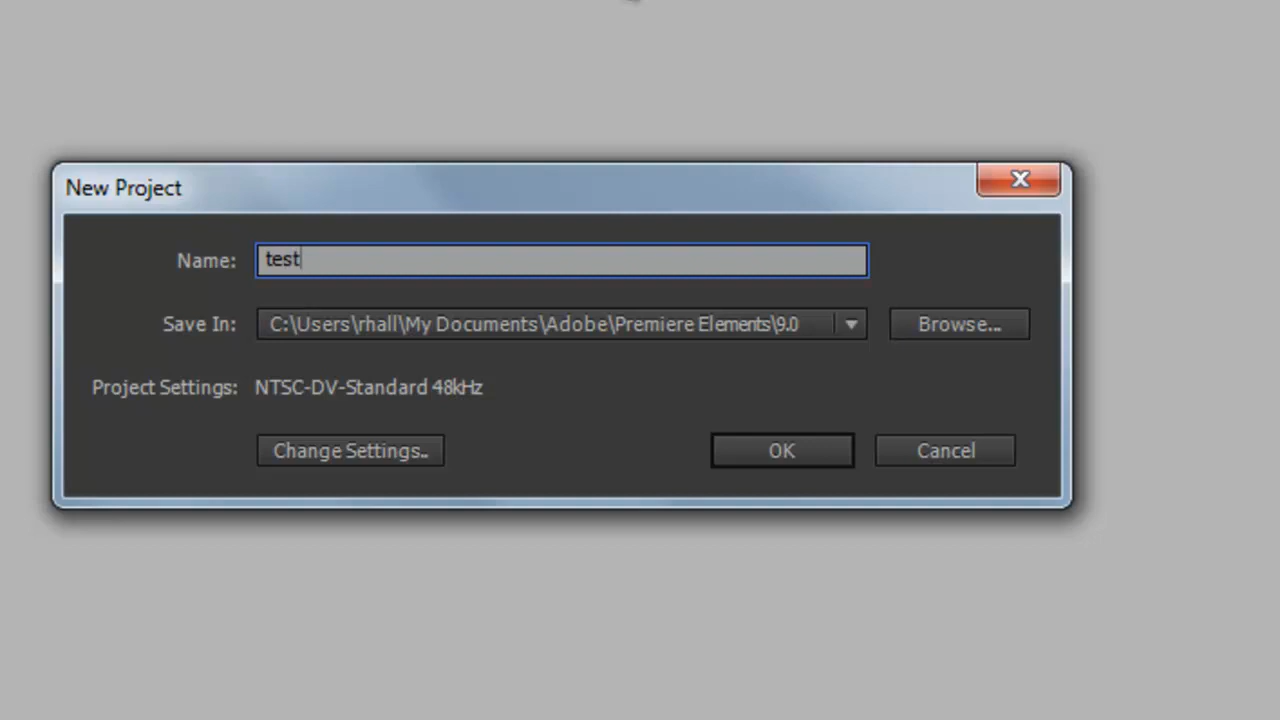 New Project
Name: test
Save In: C:\Users\rhall\My Documents\Adobe\Premiere Elements\9.0 Browse...
Project Settings: NTSC-DV-Standard 48kHz
Change Settings.. OK Cancel